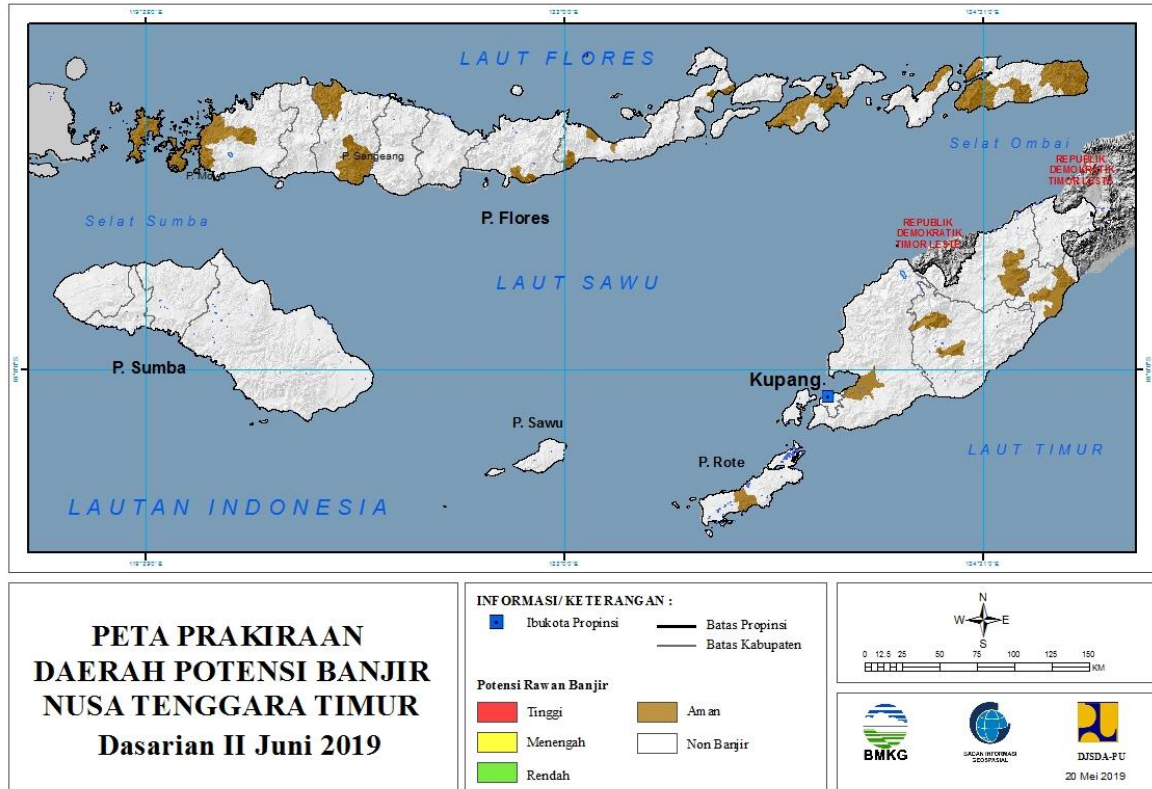 LAUT FLORES
P. Sangeang
Selat Ombai
REPUBLIK
DEMOKRATIK
TIMOR LESTE
P. Flores
Selat Sumba
REPUBLIK
DEMOKRATIK
TIMOR LESTE
LAUT SAWU
P. Sumba
Kupang
P. Sawu
P. Rote
LAUT TIMUR
LAUTAN INDONESIA
PETA PRAKIRAAN
DAERAH POTENSI BANJIR
NUSA TENGGARA TIMUR
Dasarian II Juni 2019
INFORMASI/ KETERANGAN :
Ibukota Propinsi
Batas Propinsi
Batas Kabupaten
Potensi Rawan Banjir
Tinggi
Menengah
Rendah
Aman
Non Banjir
N
W E
S
0 12.5 25 50 75 100 125 150
KM
BMKG
BADAN INFORMASI
GEOSPASIAL
DJSDA-PU
20 Mei 2019